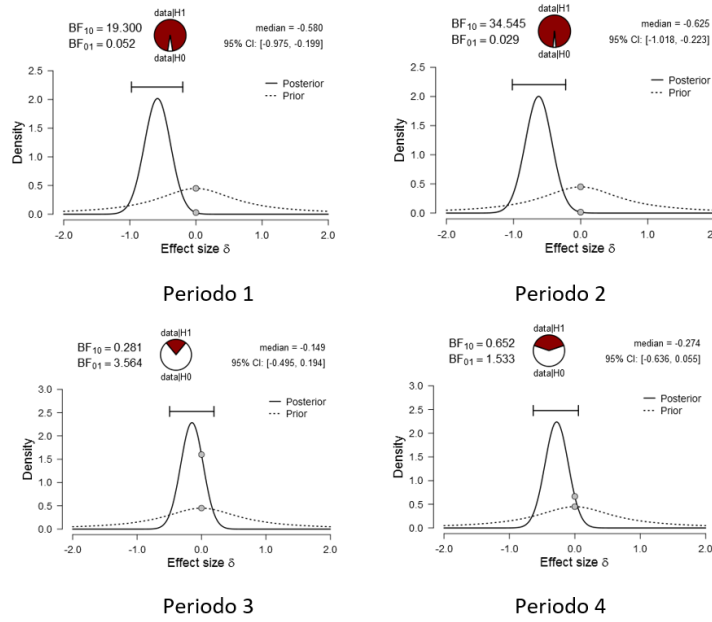 data|H1
BF10 = 19.300
BF01 = 0.052
median = -0.580
95% CI: [-0.975, -0.199]
data|H0
2.5
2.0
1.5
1.0
0.5
0.0
Density
Posterior
Prior
-2.0 -1.0 0.0 1.0 2.0
Effect size δ
Periodo 1
data|H1
BF10 = 34.545
BF01 = 0.029
median = -0.625
95% CI: [-1.018, -0.223]
data|H0
2.5
2.0
1.5
1.0
0.5
0.0
Density
Posterior
Prior
-2.0 -1.0 0.0 1.0 2.0
Effect size δ
Periodo 2
data|H1
BF10 = 0.281
BF01 = 3.564
median = -0.149
95% CI: [-0.495, 0.194]
data|H0
3.0
2.5
2.0
1.5
1.0
0.5
0.0
Density
Posterior
Prior
-2.0 -1.0 0.0 1.0 2.0
Effect size δ
Periodo 3
data|H1
BF10 = 0.652
BF01 = 1.533
median = -0.274
95% CI: [-0.636, 0.055]
data|H0
3.0
2.5
2.0
1.5
1.0
0.5
0.0
Density
Posterior
Prior
-2.0 -1.0 0.0 1.0 2.0
Effect size δ
Periodo 4